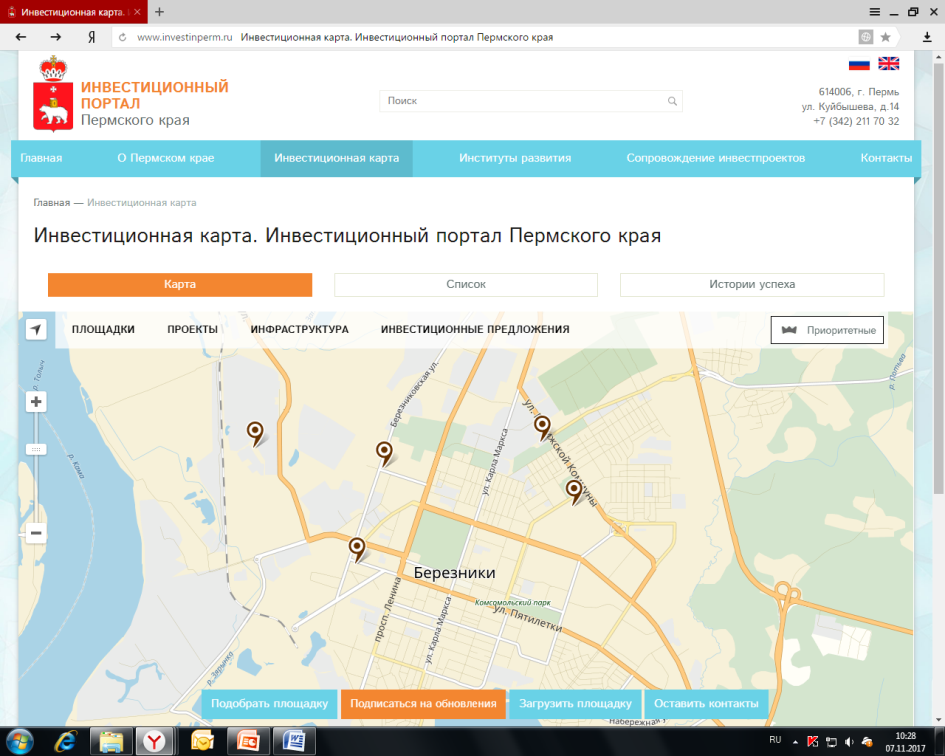 Инвестиционная карта.
www.investinperm.ru Инвестиционная карта. Инвестиционный портал Пермского края
ИНВЕСТИЦИОННЫЙ
ПОРТАЛ
Пермского края
Поиск
614006, г. Пермь
ул. Куйбышева, д.14
+7 (342) 211 70 32
Главная О Пермском крае Инвестиционная карта Институты развития Сопровождение инвестпроектов Контакты
Главная — Инвестиционная карта
Инвестиционная карта. Инвестиционный портал Пермского края
Карта Список Истории успеха
ПЛОЩАДКИ ПРОЕКТЫ ИНФРАСТРУКТУРА ИНВЕСТИЦИОННЫЕ ПРЕДЛОЖЕНИЯ Приоритетные
р. Толыч
Березниковская ул.
ул. Карла Маркса
р. Кама
Коммуны
Березники
Комсомольский парк
ул. Пятилетки
просп. Ленина
ул. Карла Маркса
р. Зырянка
Подобрать площадку Подписаться на обновления Загрузить площадку Оставить контакты
Набережная
RU
10:28
07.11.2017